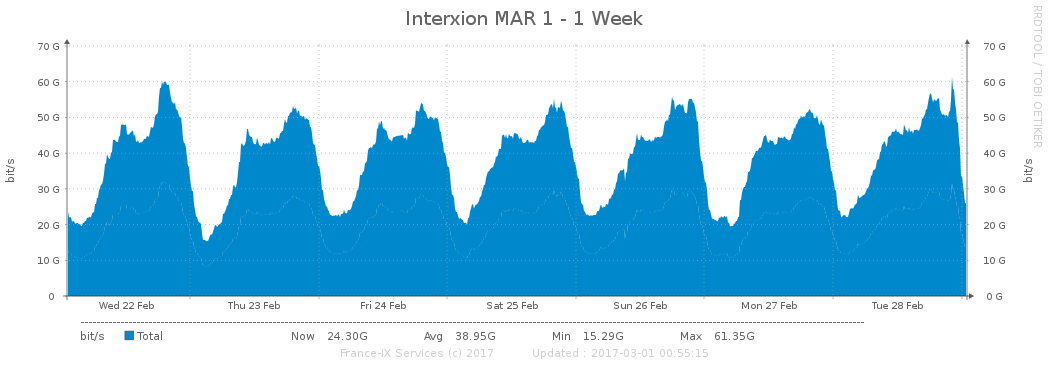 Interxion MAR 1 - 1 Week
RRDTOOL / TOBI OETIKER
bit/s
70 G
60 G
50 G
40 G
30 G
20 G
10 G
0
70 G
60 G
50 G
40 G
30 G
20 G
10 G
0 G
bit/s
Wed 22 Feb Thu 23 Feb Fri 24 Feb Sat 25 Feb Sun 26 Feb Mon 27 Feb Tue 28 Feb
bit/s Total Now 24.30G Avg 38.95G Min 15.29G Max 61.35G
France-IX Services (c) 2017 Updated : 2017-03-01 00:55:15